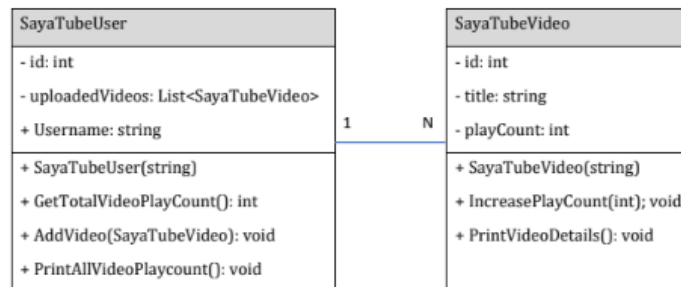 SayaTubeUser
- id: int
- uploadedVideos: List<SayaTubeVideo>
+ Username: string
+ SayaTubeUser(string)
+ GetTotalVideoPlayCount(): int
+ AddVideo(SayaTubeVideo): void
+ PrintAllVideoPlaycount(): void
1
N
SayaTubeVideo
- id: int
- title: string
- playCount: int
+ SayaTubeVideo(string)
+ IncreasePlayCount(int); void
+ PrintVideoDetails(): void